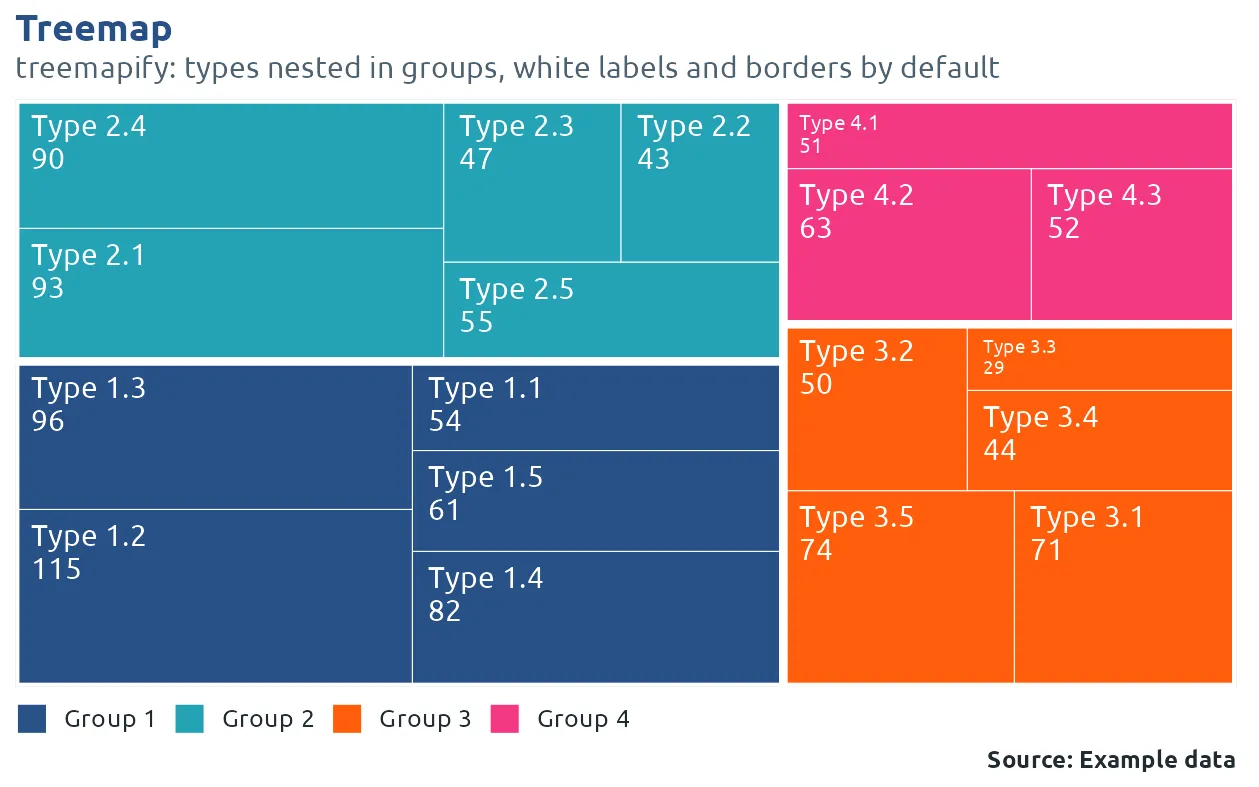 Treemap
treemapify: types nested in groups, white labels and borders by default
Type 2.4
90
Type 2.3
47
Type 2.2
43
Type 2.1
93
Type 2.5
55
Type 4.1
51
Type 4.2
63
Type 4.3
52
Type 1.3
96
Type 1.1
54
Type 1.5
61
Type 1.2
115
Type 1.4
82
Type 3.2
50
Type 3.3
29
Type 3.4
44
Type 3.5
74
Type 3.1
71
Group 1
Group 2
Group 3
Group 4
Source: Example data